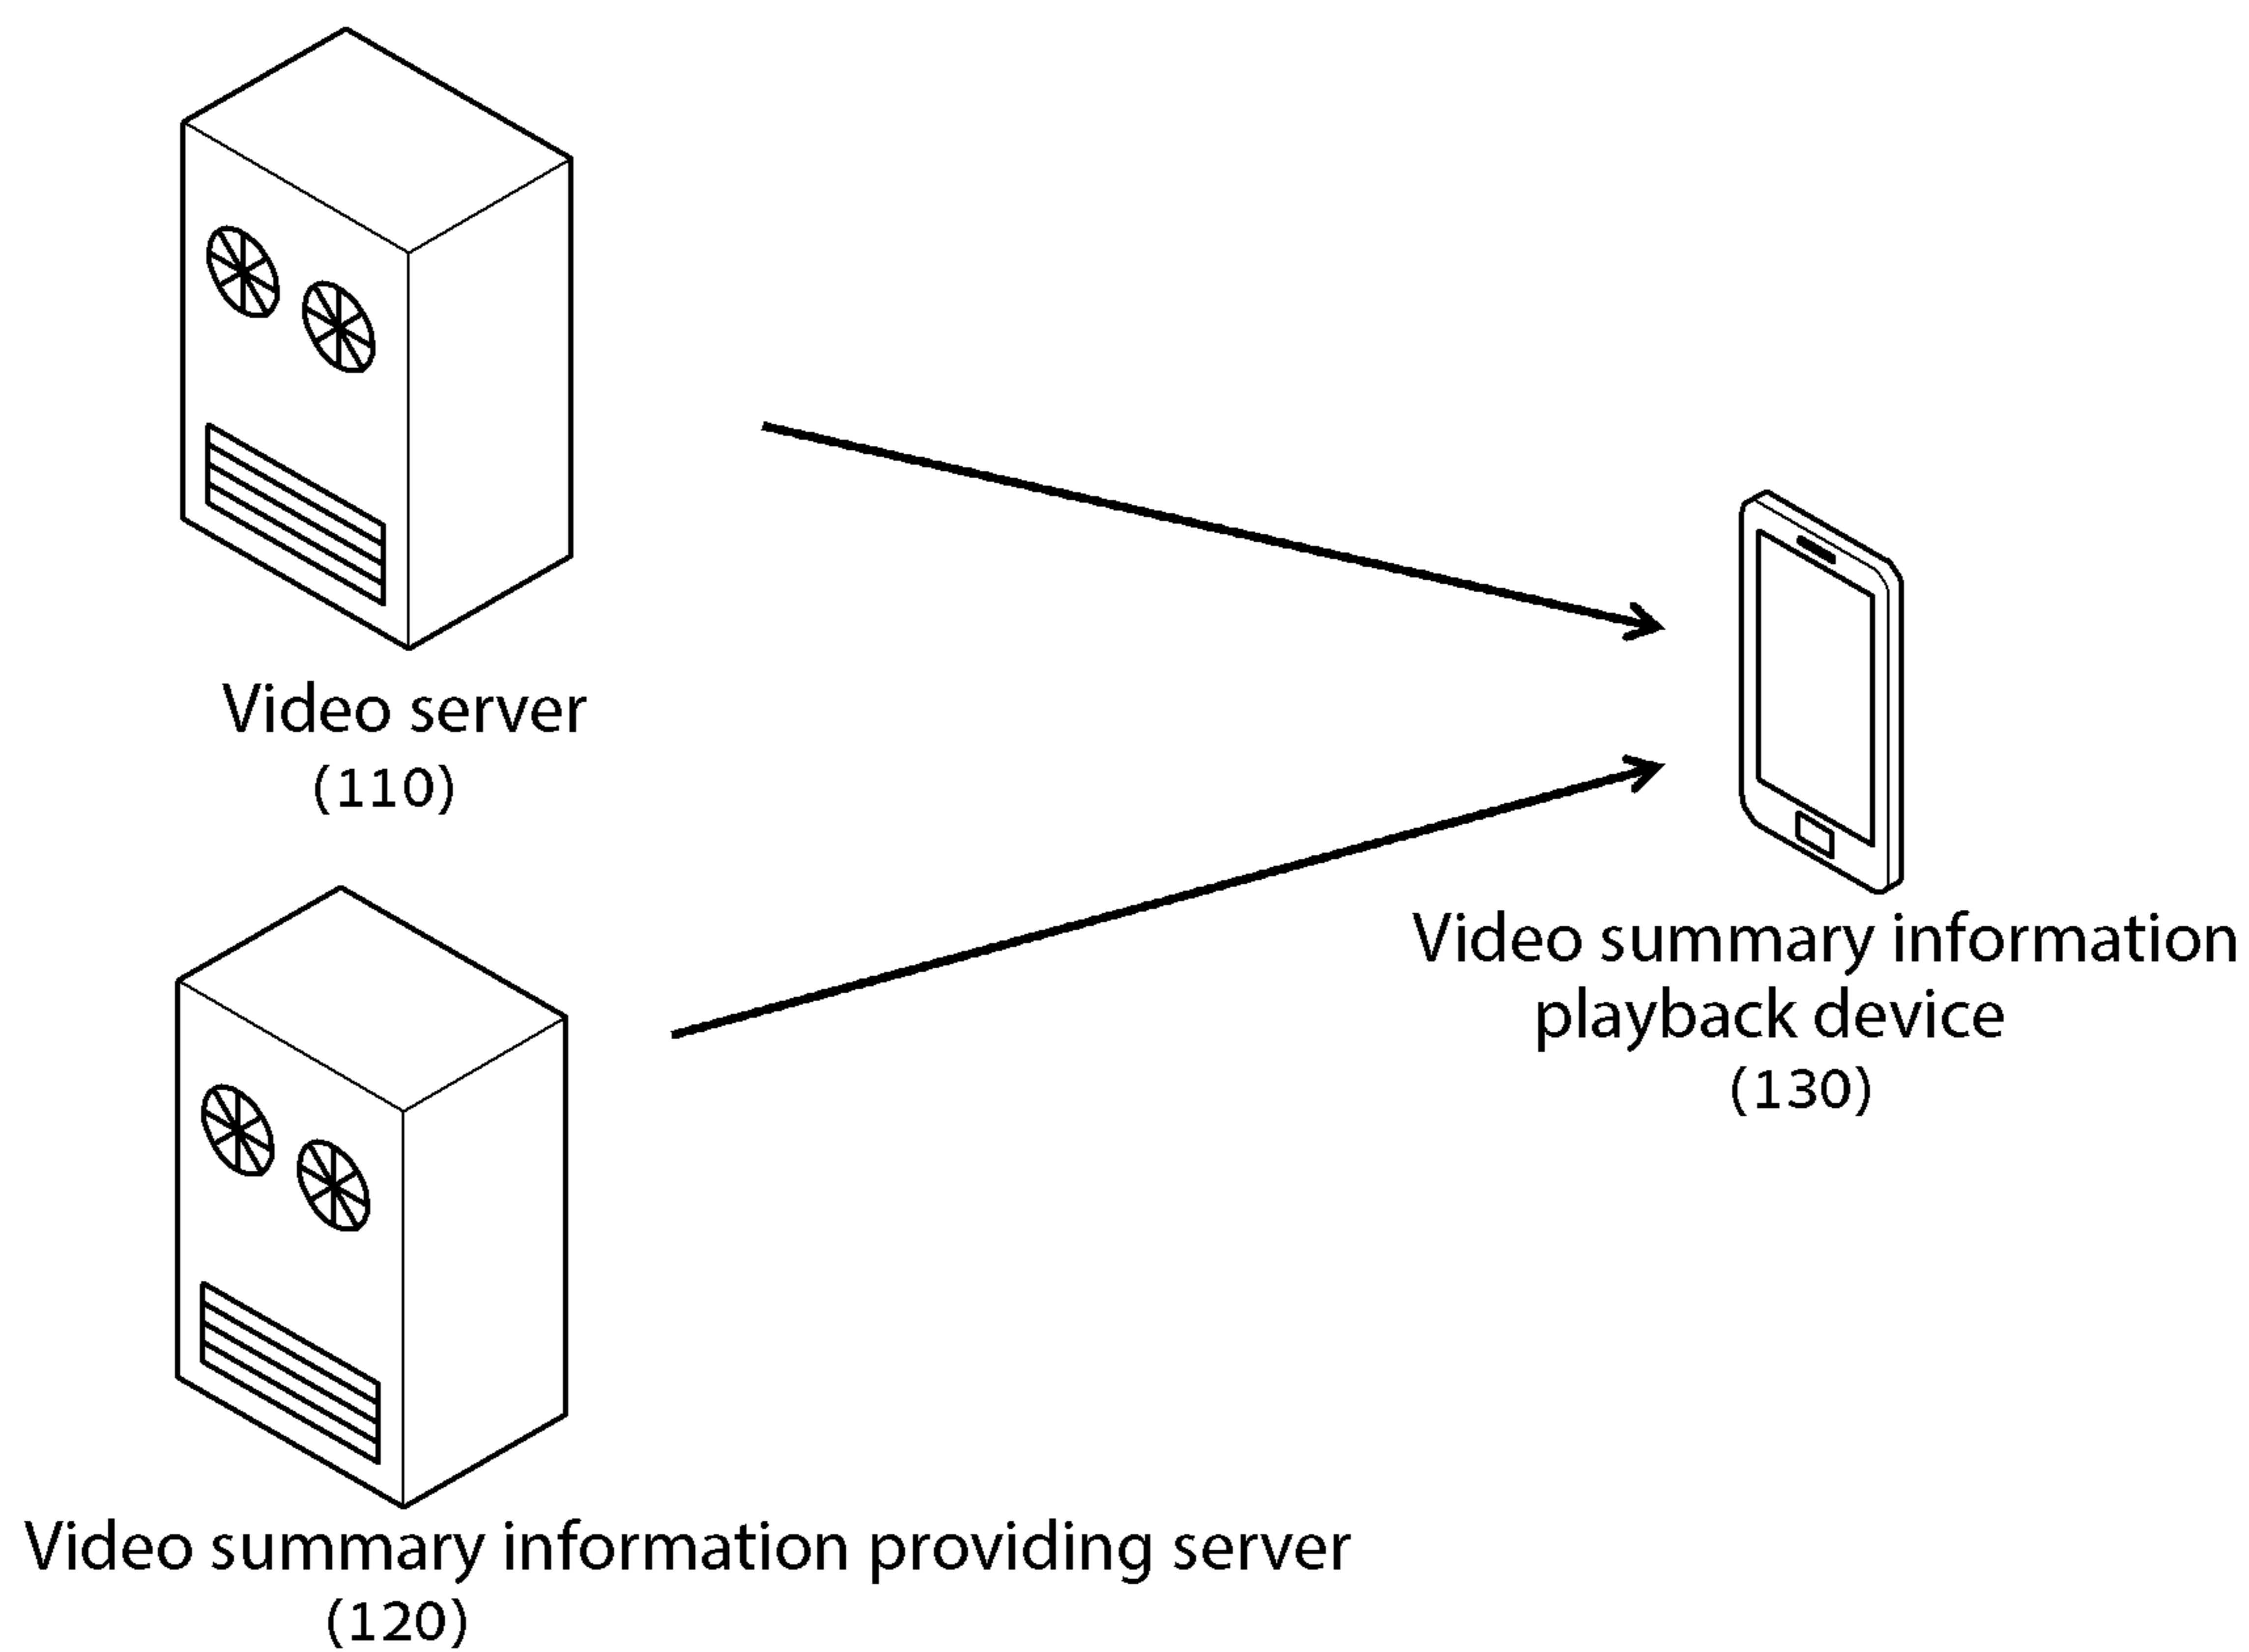 Video server
(110)
Video summary information
playback device
(130)
Video summary information providing server
(120)